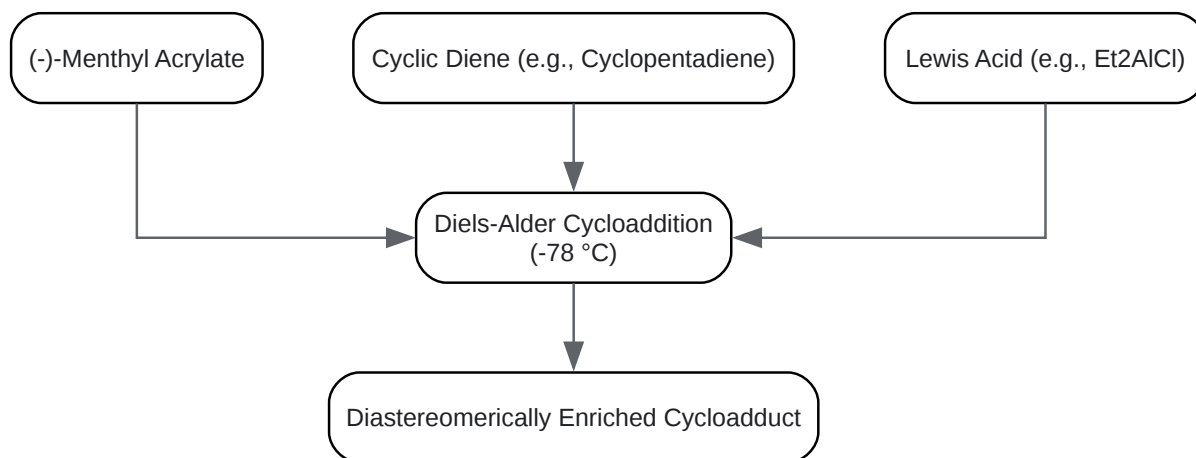 (-)-Menthyl Acrylate
Cyclic Diene (e.g., Cyclopentadiene)
Lewis Acid (e.g., Et2AlCl)
Diels-Alder Cycloaddition
(-78 °C)
Diastereomerically Enriched Cycloadduct